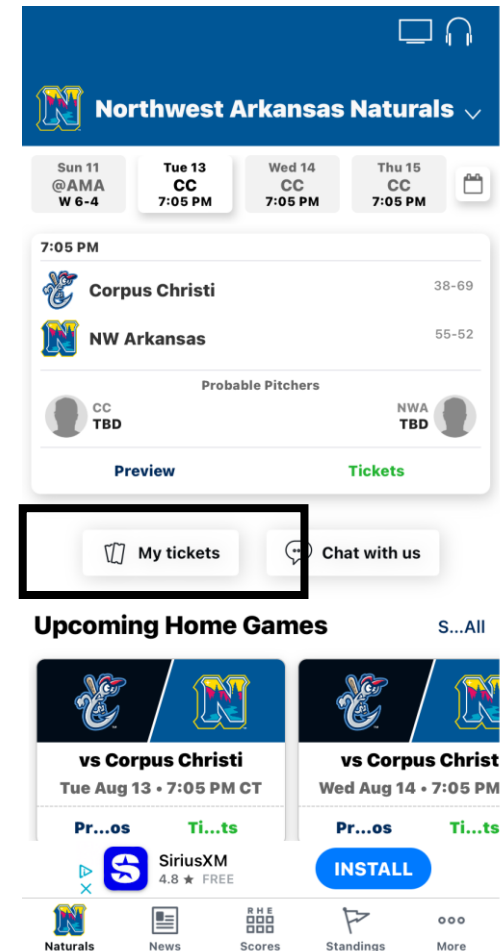 Northwest Arkansas Naturals
Sun 11 Tue 13 Wed 14 Thu 15
@AMA CC CC CC
W 6-4 7:05 PM 7:05 PM 7:05 PM
7:05 PM
Corpus Christi 38-69
N NW Arkansas 55-52
Probable Pitchers
CC NWA
TBD TBD
Preview Tickets
My tickets Chat with us
Upcoming Home Games S...All
vs Corpus Christi vs Corpus Christ
Tue Aug 13 • 7:05 PM CT Wed Aug 14 • 7:05 PM
Pr...os Ti...ts Pr...os Ti...ts
SiriusXM
4.8 ★ FREE
INSTALL
R H E
Naturals News Scores Standings More